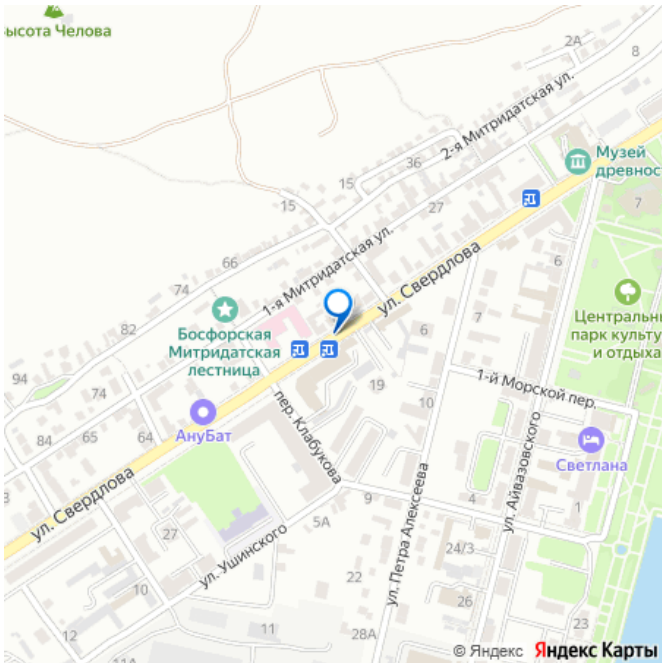 высота Челова
2А
8
2-я Митридатская ул.
36
15
Музей
древнос
7
15
27
66
1-я Митридатская ул.
6
74
ул. Свердлова
82
Босфорская
Митридатская
лестница
6
Центральны
парк культу
и отдыха
94
74
19
1-й Морской пер.
10
84
65
64
АнуБат
пер. Клабукова
ул. Айвазовского
Светлана
ул. Свердлова
ул. Петра Алексеева
9
4
1
27
5А
ул. Ушинского
24/3
22
10
26
12
11
28А
23
11А
© Яндекс Яндекс Карты